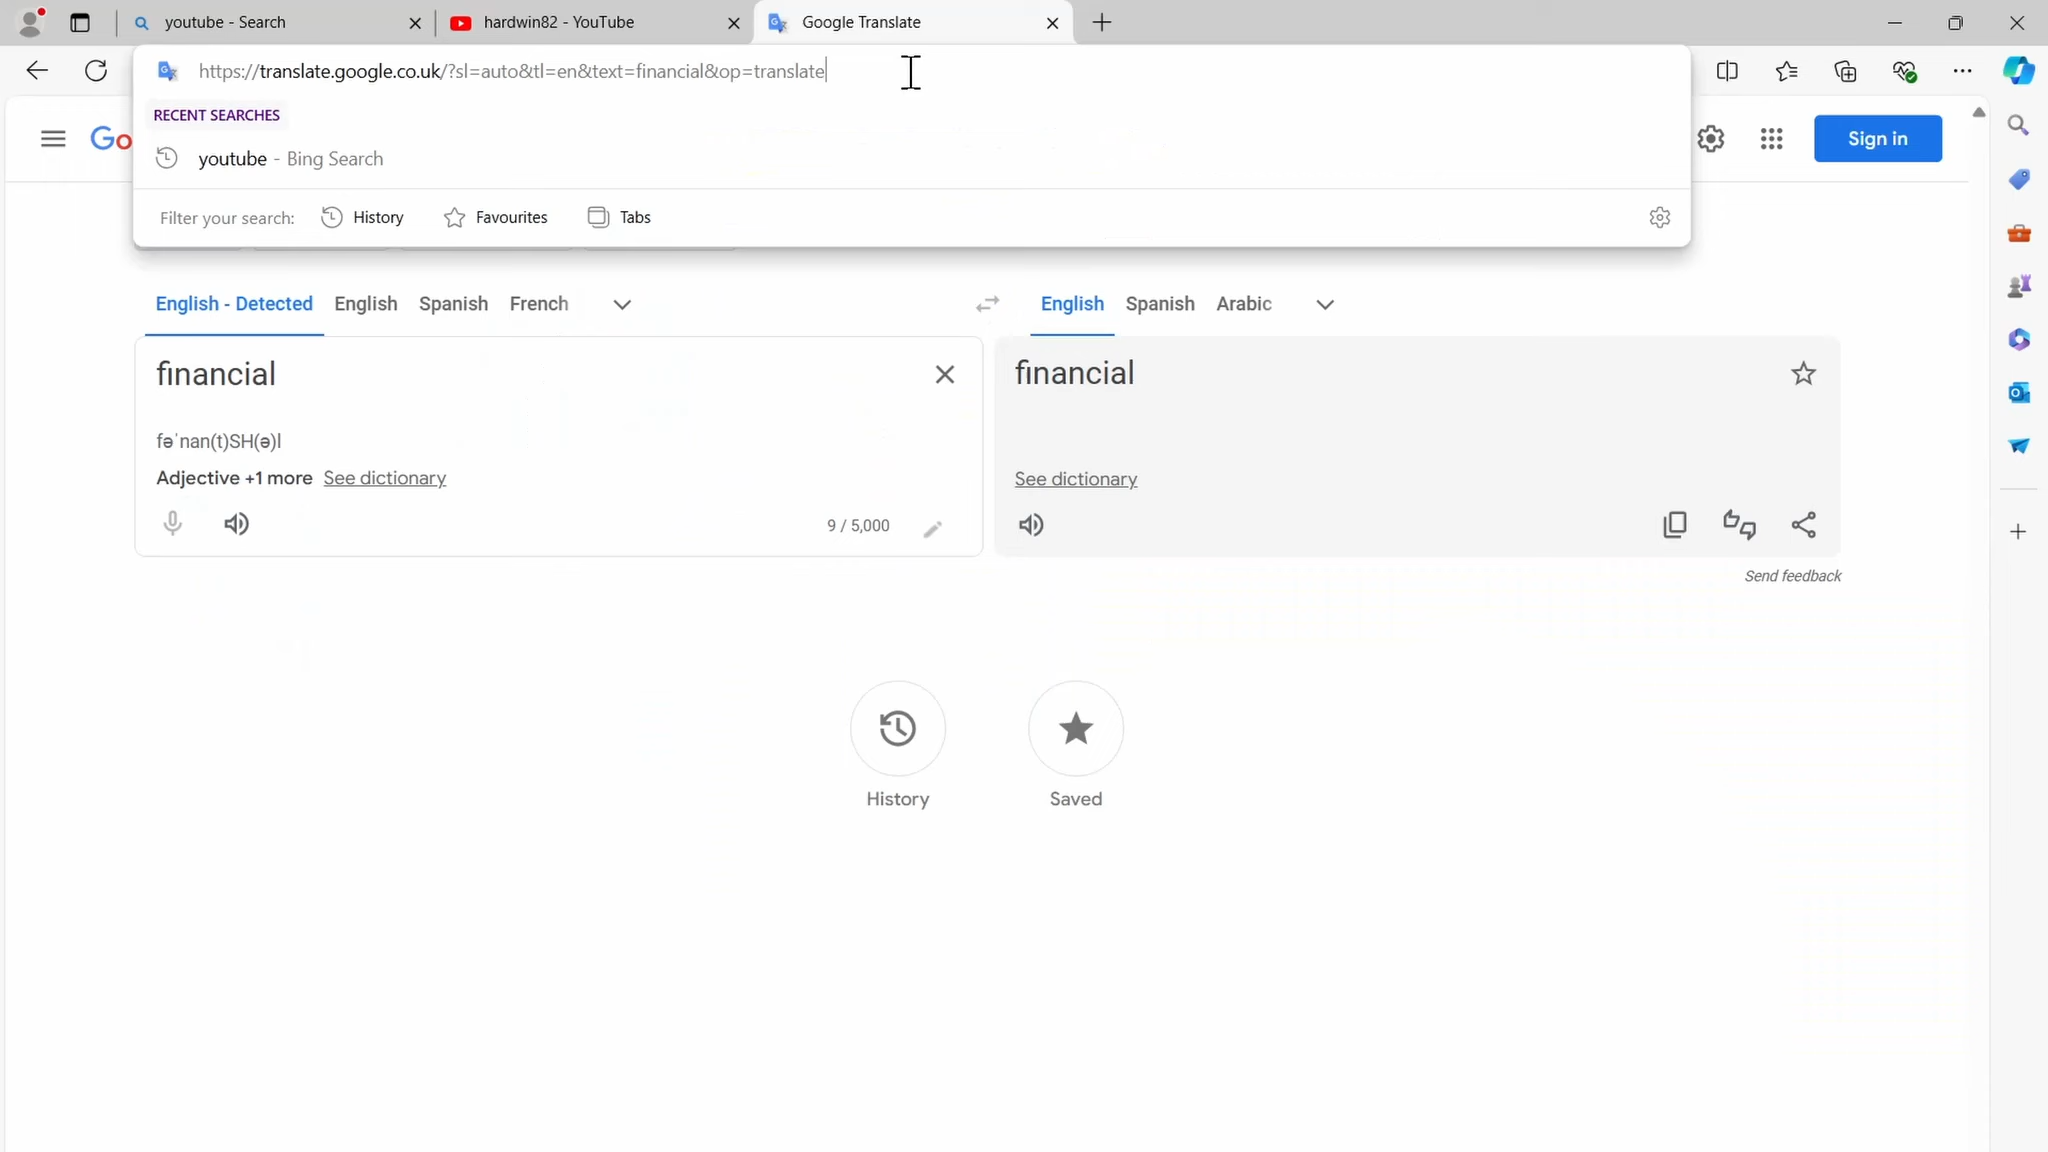 youtube - Search
hardwin82 - YouTube
Google Translate
https://translate.google.co.uk/?sl=auto&tl=en&text=financial&op=translate
RECENT SEARCHES
youtube - Bing Search
Go
Sign in
Filter your search: History Favourites Tabs
English - Detected English Spanish French
English Spanish Arabic
financial
fəˈnan(t)SH(ə)l
Adjective +1 more See dictionary
9 / 5,000
financial
See dictionary
Send feedback
History
Saved